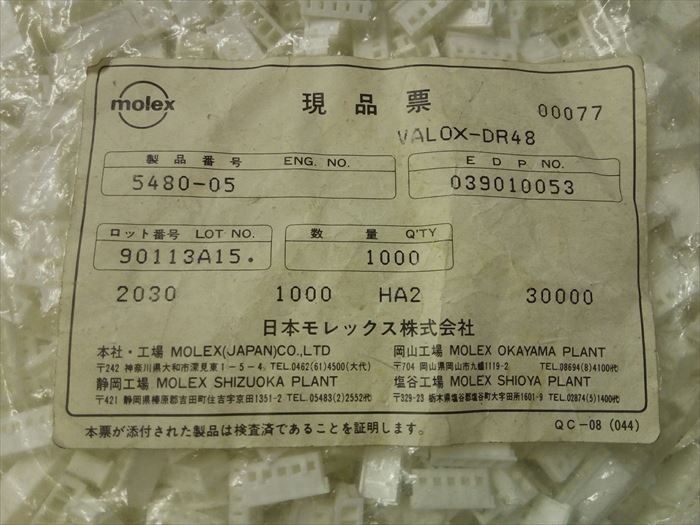 molex
現品票
00077
VALOX-DR48
製品番号 ENG. NO.
5480-05
E D P NO.
039010053
ロット番号 LOT NO.
90113A15.
数量 Q'TY
1000
2030 1000 HA2 30000
日本モレックス株式会社
本社・工場 MOLEX(JAPAN)CO.,LTD
〒242 神奈川県大和市深見東1-5-4. TEL.0462(61)4500(大代)
静岡工場 MOLEX SHIZUOKA PLANT
〒421 静岡県榛原郡吉田町住吉字京田1351-2 TEL.05483(2)2552代
岡山工場 MOLEX OKAYAMA PLANT
〒704 岡山県岡山市九蟠1119-2 TEL.08694(8)4100代
塩谷工場 MOLEX SHIOYA PLANT
〒329-23 栃木県塩谷郡塩谷町大字田所1601-9 TEL.02874(5)1400代
本票が添付された製品は検査済であることを証明します。
QC-08 (044)